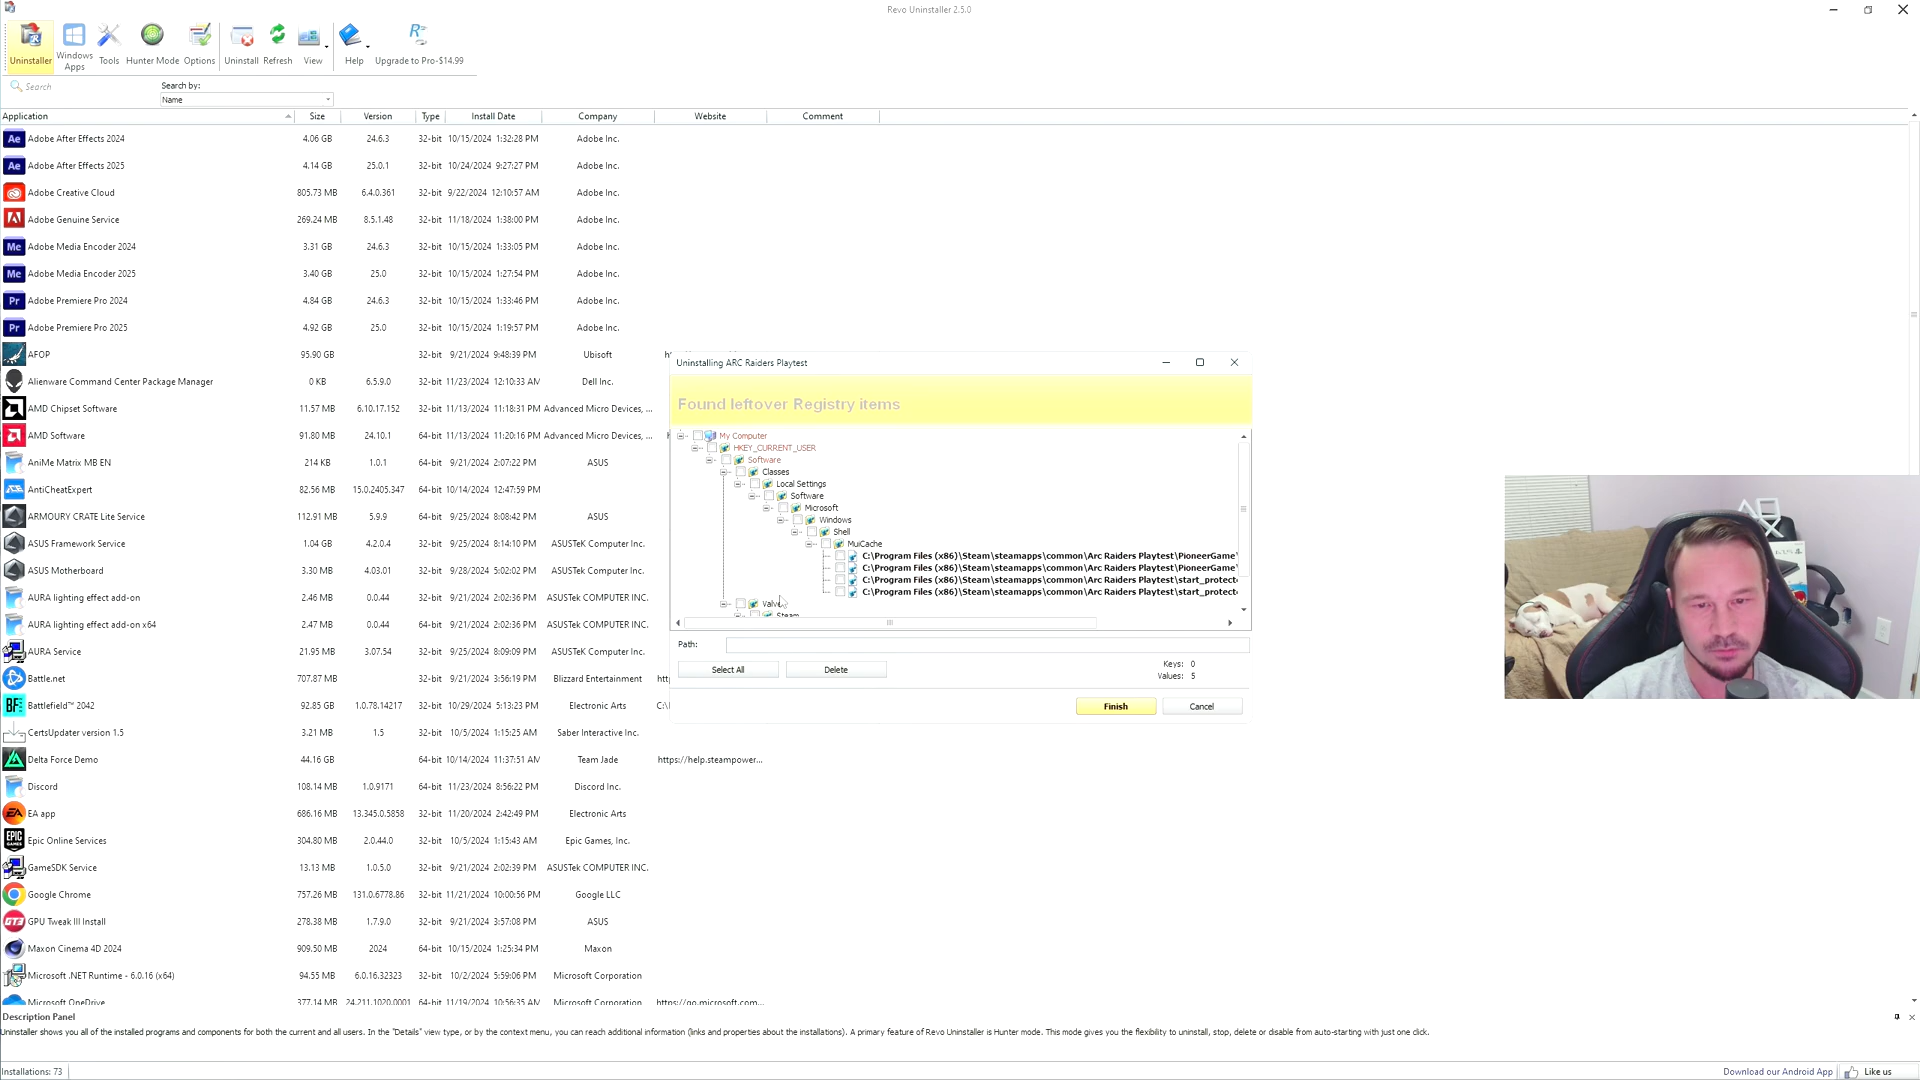 Revo Uninstaller 2.5.0
Uninstaller
Windows Apps
Tools
Hunter Mode
Options
Uninstall
Refresh
View
Help
Upgrade to Pro-$14.99
Search
Search by:
Name
Application Size Version Type Install Date Company Website Comment
Adobe After Effects 2024 4.06 GB 24.6.3 32-bit 10/15/2024 1:32:28 PM Adobe Inc.
Adobe After Effects 2025 4.14 GB 25.0.1 32-bit 10/24/2024 9:27:27 PM Adobe Inc.
Adobe Creative Cloud 805.73 MB 6.4.0.361 32-bit 9/22/2024 12:10:57 AM Adobe Inc.
Adobe Genuine Service 269.24 MB 8.5.1.48 32-bit 11/18/2024 1:38:00 PM Adobe Inc.
Adobe Media Encoder 2024 3.31 GB 24.6.3 32-bit 10/15/2024 1:33:05 PM Adobe Inc.
Adobe Media Encoder 2025 3.40 GB 25.0 32-bit 10/15/2024 1:27:54 PM Adobe Inc.
Adobe Premiere Pro 2024 4.84 GB 24.6.3 32-bit 10/15/2024 1:33:46 PM Adobe Inc.
Adobe Premiere Pro 2025 4.92 GB 25.0 32-bit 10/15/2024 1:19:57 PM Adobe Inc.
AFOP 95.90 GB 32-bit 9/21/2024 9:48:39 PM Ubisoft
Alienware Command Center Package Manager 0 KB 6.5.9.0 32-bit 11/23/2024 12:10:33 AM Dell Inc.
AMD Chipset Software 11.57 MB 6.10.17.152 32-bit 11/13/2024 11:18:31 PM Advanced Micro Devices, ...
AMD Software 91.80 MB 24.10.1 64-bit 11/13/2024 11:20:16 PM Advanced Micro Devices, ...
AniMe Matrix MB EN 214 KB 1.0.1 64-bit 9/21/2024 2:07:22 PM ASUS
AntiCheatExpert 82.56 MB 15.0.2405.347 64-bit 10/14/2024 12:47:59 PM
ARMOURY CRATE Lite Service 112.91 MB 5.9.9 64-bit 9/25/2024 8:08:42 PM ASUS
ASUS Framework Service 1.04 GB 4.2.0.4 32-bit 9/25/2024 8:14:10 PM ASUSTeK Computer Inc.
ASUS Motherboard 3.30 MB 4.03.01 32-bit 9/28/2024 5:02:02 PM ASUSTek Computer Inc.
AURA lighting effect add-on 2.46 MB 0.0.44 32-bit 9/21/2024 2:02:36 PM ASUSTek COMPUTER INC.
AURA lighting effect add-on x64 2.47 MB 0.0.44 64-bit 9/21/2024 2:02:36 PM ASUSTek COMPUTER INC.
AURA Service 21.95 MB 3.07.54 32-bit 9/25/2024 8:09:09 PM ASUSTeK Computer Inc.
Battle.net 707.87 MB 32-bit 9/21/2024 3:56:19 PM Blizzard Entertainment htt
Battlefield™ 2042 92.85 GB 1.0.78.14217 32-bit 10/29/2024 5:13:23 PM Electronic Arts C:\
CertsUpdater version 1.5 3.21 MB 1.5 32-bit 10/5/2024 1:15:25 AM Saber Interactive Inc.
Delta Force Demo 44.16 GB 64-bit 10/14/2024 11:37:51 AM Team Jade https://help.steampower...
Discord 108.14 MB 1.0.9171 64-bit 11/23/2024 8:56:22 PM Discord Inc.
EA app 686.16 MB 13.345.0.5858 32-bit 11/20/2024 2:42:49 PM Electronic Arts
Epic Online Services 304.80 MB 2.0.44.0 32-bit 10/5/2024 1:15:43 AM Epic Games, Inc.
GameSDK Service 13.13 MB 1.0.5.0 32-bit 9/21/2024 2:02:39 PM ASUSTek COMPUTER INC.
Google Chrome 757.26 MB 131.0.6778.86 32-bit 11/21/2024 10:00:56 PM Google LLC
GPU Tweak III Install 278.38 MB 1.7.9.0 32-bit 9/21/2024 3:57:08 PM ASUS
Maxon Cinema 4D 2024 909.50 MB 2024 64-bit 10/15/2024 1:25:34 PM Maxon
Microsoft .NET Runtime - 6.0.16 (x64) 94.55 MB 6.0.16.32323 32-bit 10/2/2024 5:59:06 PM Microsoft Corporation
Microsoft OneDrive 377.14 MB 24.211.1020.0001 64-bit 11/19/2024 10:56:35 AM Microsoft Corporation https://go.microsoft.com...
Uninstalling ARC Raiders Playtest
Found leftover Registry items
My Computer
HKEY_CURRENT_USER
Software
Classes
Local Settings
Software
Microsoft
Windows
Shell
MuiCache
C:\Program Files (x86)\Steam\steamapps\common\Arc Raiders Playtest\PioneerGame\
C:\Program Files (x86)\Steam\steamapps\common\Arc Raiders Playtest\PioneerGame\
C:\Program Files (x86)\Steam\steamapps\common\Arc Raiders Playtest\start_protect
C:\Program Files (x86)\Steam\steamapps\common\Arc Raiders Playtest\start_protect
Valve
Steam
Path:
Select All
Delete
Keys: 0
Values: 5
Finish
Cancel
Description Panel
Uninstaller shows you all of the installed programs and components for both the current and all users. In the "Details" view type, or by the context menu, you can reach additional information (links and properties about the installations). A primary feature of Revo Uninstaller is Hunter mode. This mode gives you the flexibility to uninstall, stop, delete or disable from auto-starting with just one click.
Installations: 73
Download our Android App
Like us